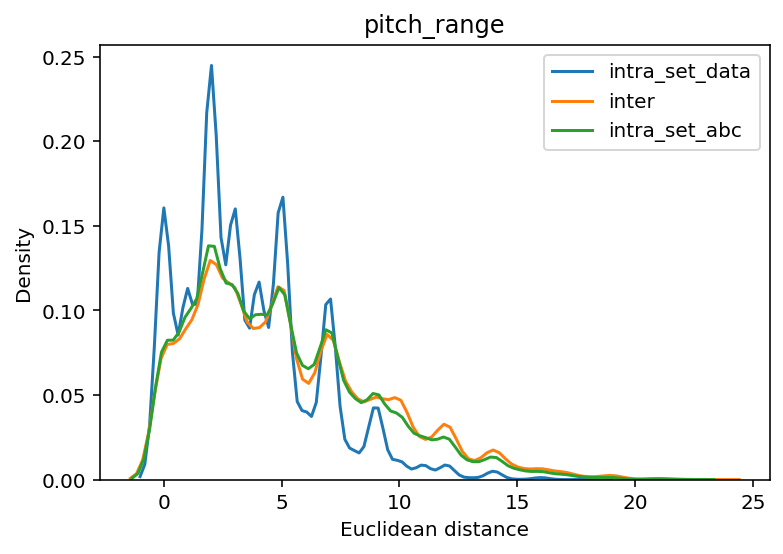 pitch_range
0.25
0.20
0.15
0.10
0.05
0.00
Density
intra_set_data
inter
intra_set_abc
0
5
10
15
20
25
Euclidean distance